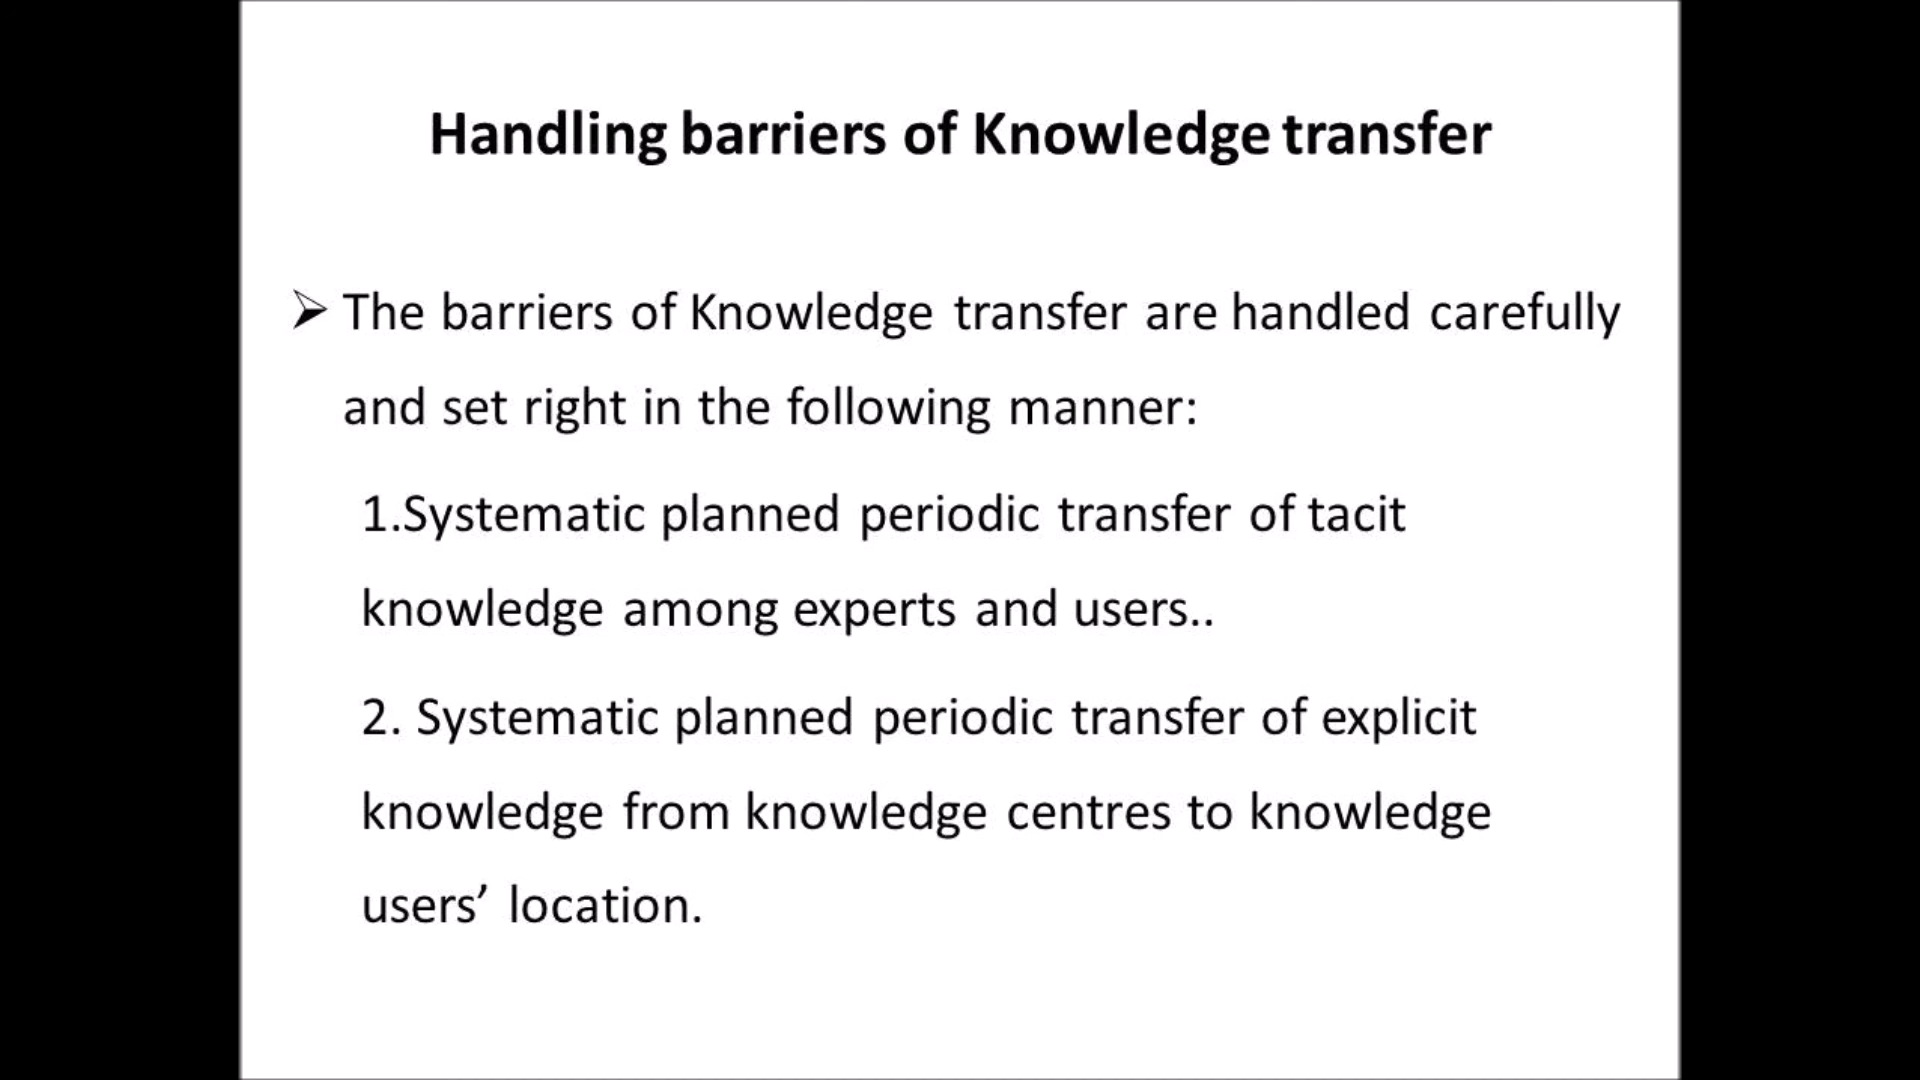 Handling barriers of Knowledge transfer
➢ The barriers of Knowledge transfer are handled carefully
and set right in the following manner:
1.Systematic planned periodic transfer of tacit
knowledge among experts and users..
2. Systematic planned periodic transfer of explicit
knowledge from knowledge centres to knowledge
users’ location.